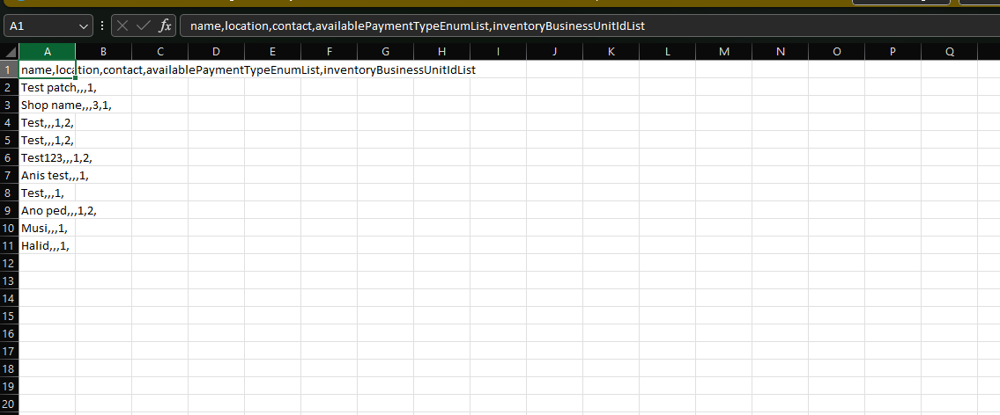 A1
fx
name,location,contact,availablePaymentTypeEnumList,inventoryBusinessUnitIdList
A B C D E F G H I J K L M N O P Q
1 name,location,contact,availablePaymentTypeEnumList,inventoryBusinessUnitIdList
2 Test patch,,,1,
3 Shop name,,,3,1,
4 Test,,,1,2,
5 Test,,,1,2,
6 Test123,,,1,2,
7 Anis test,,,1,
8 Test,,,1,
9 Ano ped,,,1,2,
10 Musi,,,1,
11 Halid,,,1,
12
13
14
15
16
17
18
19
20